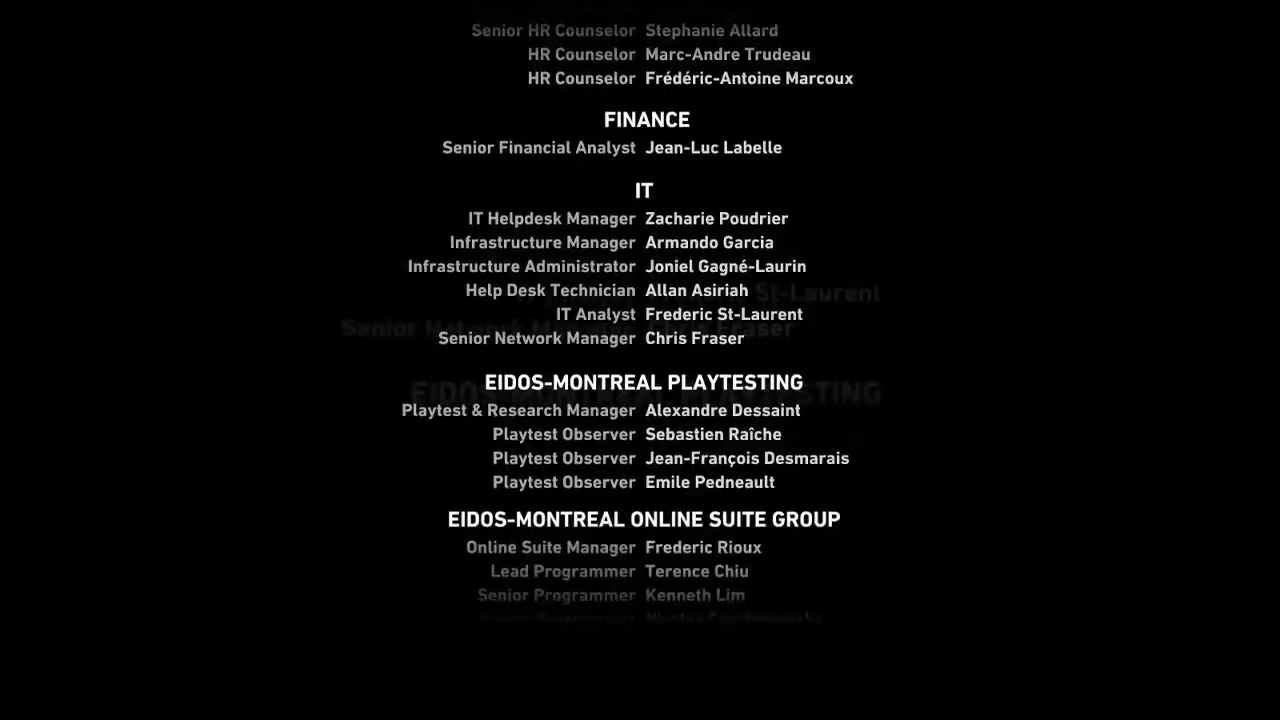 Senior HR Counselor Stephanie Allard
HR Counselor Marc-Andre Trudeau
HR Counselor Frédéric-Antoine Marcoux
FINANCE
Senior Financial Analyst Jean-Luc Labelle
IT
IT Helpdesk Manager Zacharie Poudrier
Infrastructure Manager Armando Garcia
Infrastructure Administrator Joniel Gagné-Laurin
Help Desk Technician Allan Asiriah
IT Analyst Frederic St-Laurent
Senior Network Manager Chris Fraser
EIDOS-MONTREAL PLAYTESTING
Playtest & Research Manager Alexandre Dessaint
Playtest Observer Sebastien Raîche
Playtest Observer Jean-François Desmarais
Playtest Observer Emile Pedneault
EIDOS-MONTREAL ONLINE SUITE GROUP
Online Suite Manager Frederic Rioux
Lead Programmer Terence Chiu
Senior Programmer Kenneth Lim